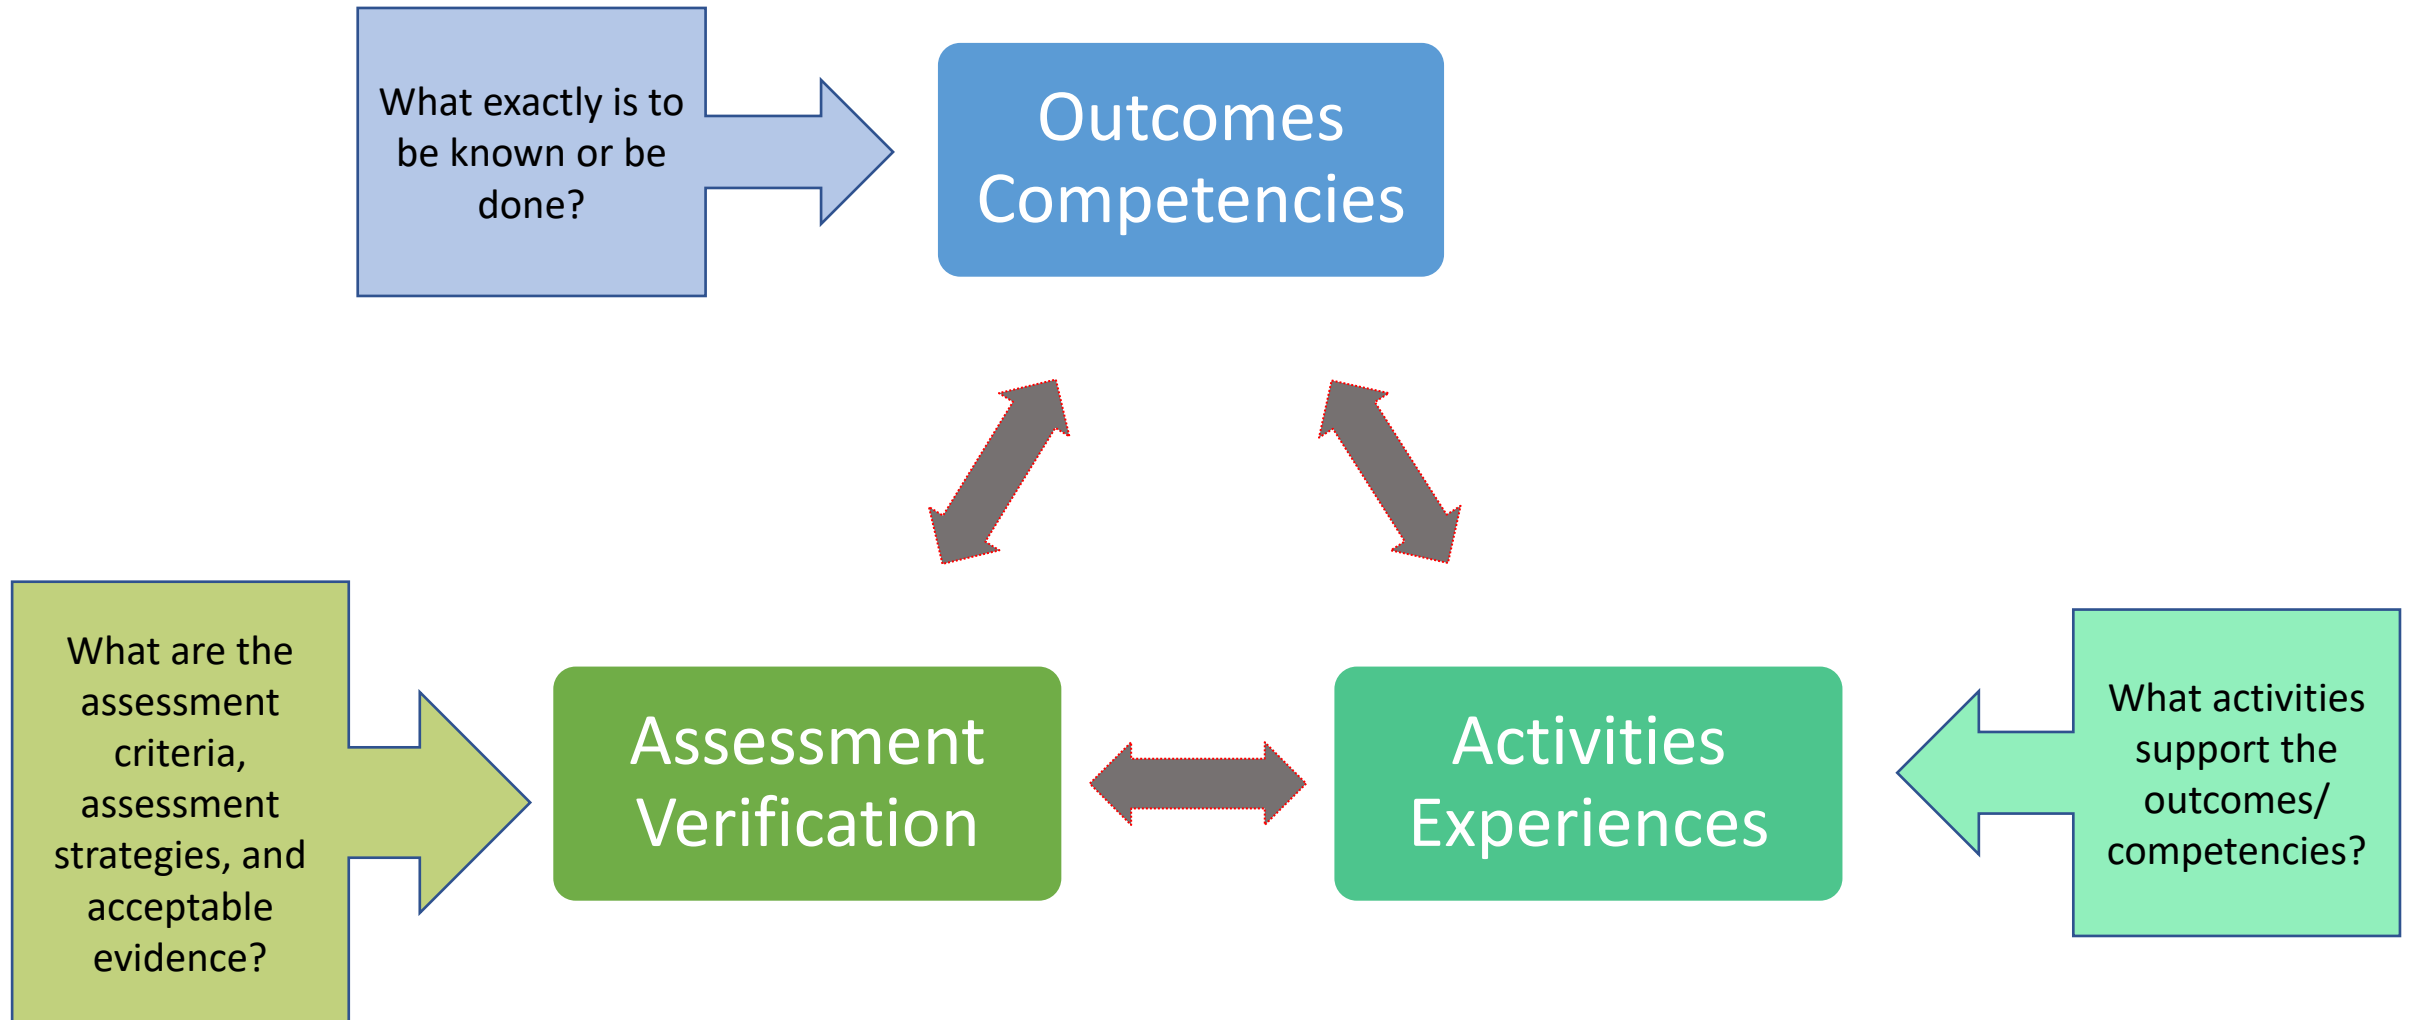 What exactly is to
be known or be
done?
Outcomes
Competencies
What are the
assessment
criteria,
assessment
strategies, and
acceptable
evidence?
Assessment
Verification
Activities
Experiences
What activities
support the
outcomes/
competencies?